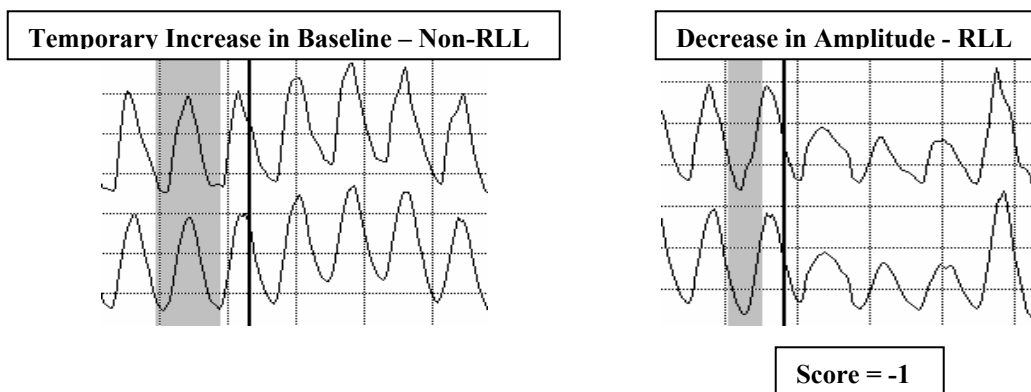 Temporary Increase in Baseline – Non-RLL
Decrease in Amplitude - RLL
Score = -1